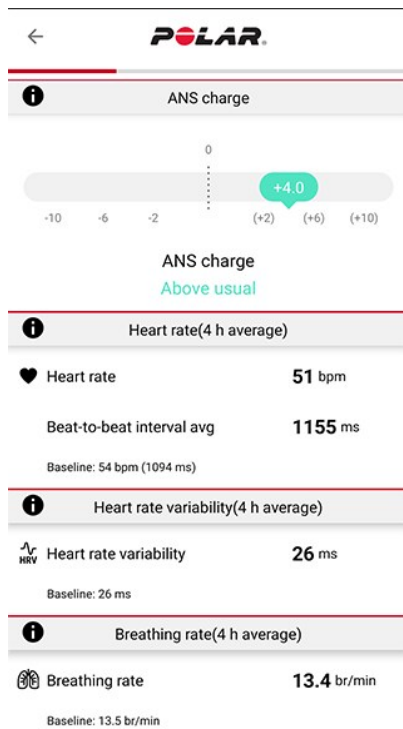 POLAR.
ANS charge
0
+4.0
-10 -6 -2 (+2) (+6) (+10)
ANS charge
Above usual
Heart rate(4 h average)
Heart rate 51 bpm
Beat-to-beat interval avg 1155 ms
Baseline: 54 bpm (1094 ms)
Heart rate variability(4 h average)
HRV Heart rate variability 26 ms
Baseline: 26 ms
Breathing rate(4 h average)
Breathing rate 13.4 br/min
Baseline: 13.5 br/min